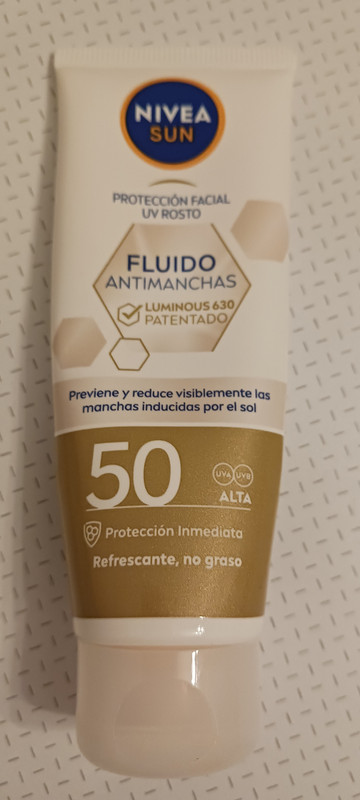 NIVEA
SUN
PROTECCIÓN FACIAL
UV ROSTO
FLUIDO
ANTIMANCHAS
LUMINOUS 630
PATENTADO
Previene y reduce visiblemente las
manchas inducidas por el sol
50
UVA UVB
ALTA
Protección Inmediata
Refrescante, no graso